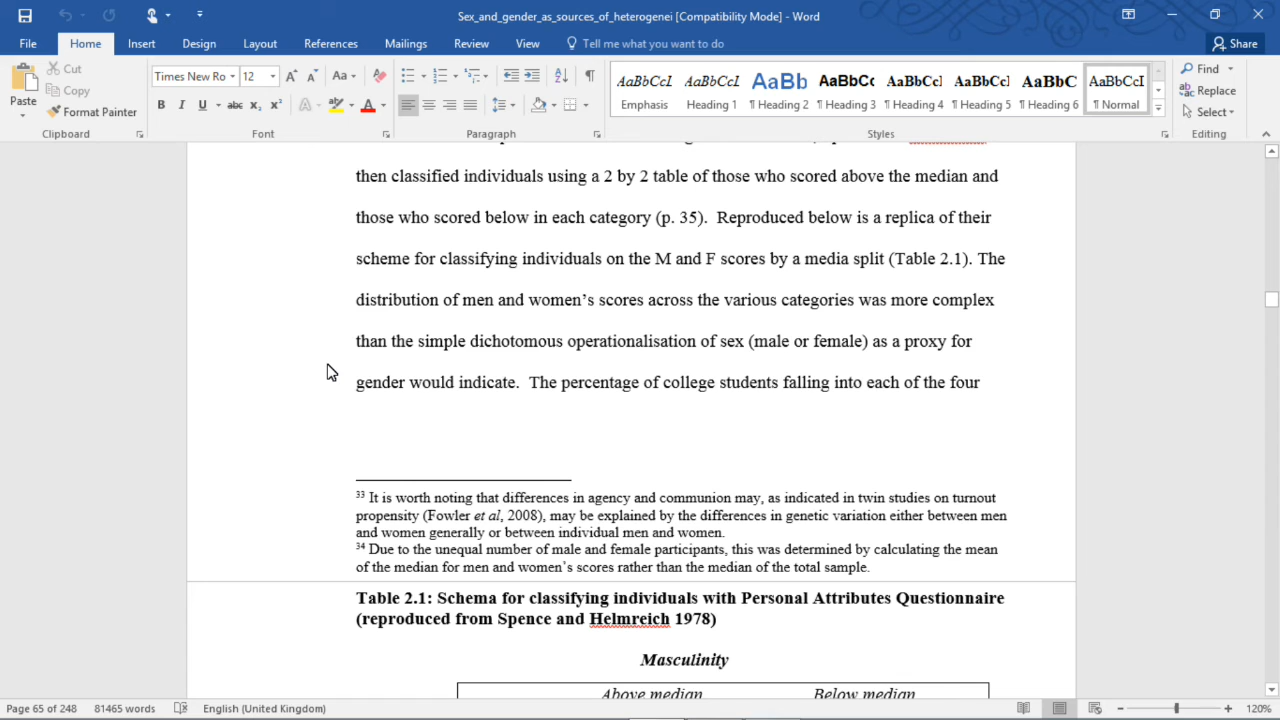 Sex_and_gender_as_sources_of_heterogenei [Compatibility Mode] - Word
File Home Insert Design Layout References Mailings Review View Tell me what you want to do Share
Paste
Cut
Copy
Format Painter
Clipboard
Times New Ro 12
Font
Paragraph
AaBbCcI AaBbCcL AaBb AaBbCc AaBbCcI AaBbCcI AaBbC AaBbCcI
Emphasis Heading 1 ¶ Heading 2 ¶ Heading 3 ¶ Heading 4 ¶ Heading 5 ¶ Heading 6 ¶ Normal
Styles
Find
Replace
Select
Editing
then classified individuals using a 2 by 2 table of those who scored above the median and
those who scored below in each category (p. 35).  Reproduced below is a replica of their
scheme for classifying individuals on the M and F scores by a media split (Table 2.1). The
distribution of men and women’s scores across the various categories was more complex
than the simple dichotomous operationalisation of sex (male or female) as a proxy for
gender would indicate.  The percentage of college students falling into each of the four
33 It is worth noting that differences in agency and communion may, as indicated in twin studies on turnout
propensity (Fowler et al, 2008), may be explained by the differences in genetic variation either between men
and women generally or between individual men and women.
34 Due to the unequal number of male and female participants, this was determined by calculating the mean
of the median for men and women`s scores rather than the median of the total sample.
Table 2.1: Schema for classifying individuals with Personal Attributes Questionnaire
(reproduced from Spence and Helmreich 1978)
Masculinity
Above median Below median
Page 65 of 248 81465 words English (United Kingdom) 120%